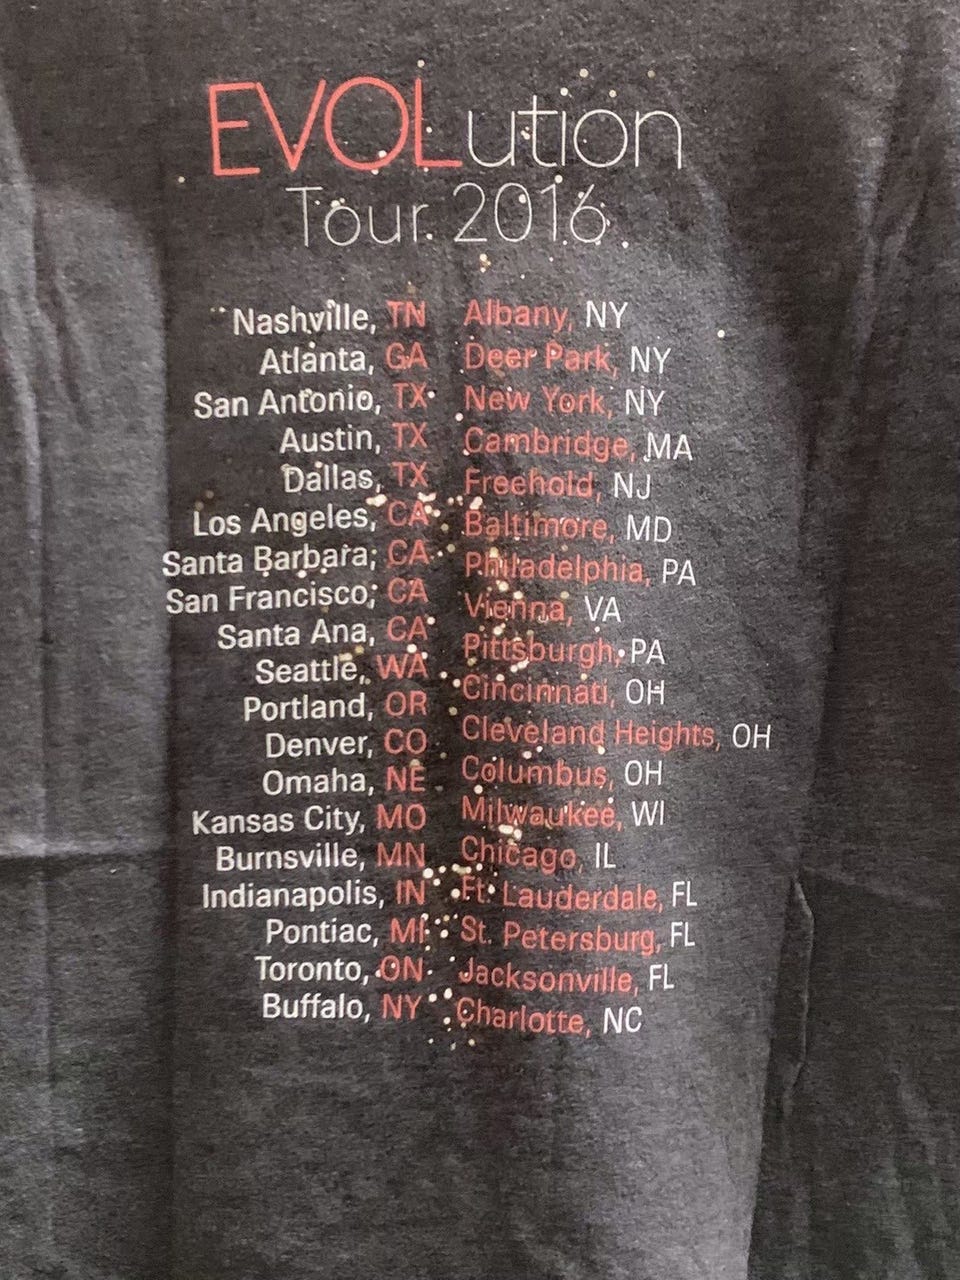 EVOLution
Tour 2016
Nashville, TN
Atlanta, GA
San Antonio, TX
Austin, TX
Dallas, TX
Los Angeles, CA
Santa Barbara, CA
San Francisco, CA
Santa Ana, CA
Seattle, WA
Portland, OR
Denver, CO
Omaha, NE
Kansas City, MO
Burnsville, MN
Indianapolis, IN
Pontiac, MI
Toronto, ON
Buffalo, NY
Albany, NY
Deer Park, NY
New York, NY
Cambridge, MA
Freehold, NJ
Baltimore, MD
Philadelphia, PA
Vienna, VA
Pittsburgh, PA
Cincinnati, OH
Cleveland Heights, OH
Columbus, OH
Milwaukee, WI
Chicago, IL
Ft. Lauderdale, FL
St. Petersburg, FL
Jacksonville, FL
Charlotte, NC